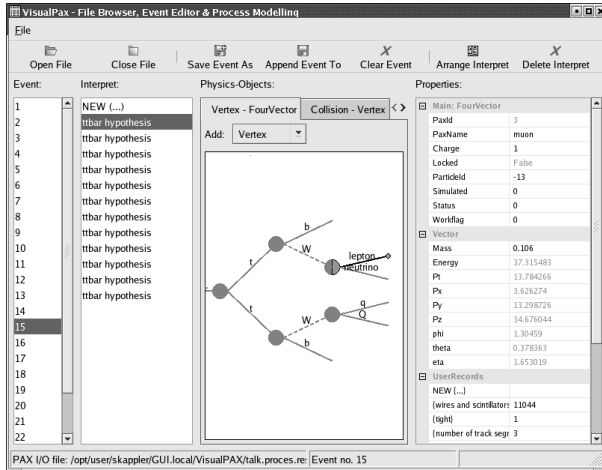 VisualPax - File Browser, Event Editor & Process Modelling
File
Open File Close File Save Event As Append Event To Clear Event Arrange Interpret Delete Interpret
Event: Interpret: Physics-Objects: Properties:
1
2
3
4
5
6
7
8
9
10
11
12
13
14
15
16
17
18
19
20
21
22
NEW (...)
ttbar hypothesis
ttbar hypothesis
ttbar hypothesis
ttbar hypothesis
ttbar hypothesis
ttbar hypothesis
ttbar hypothesis
ttbar hypothesis
ttbar hypothesis
ttbar hypothesis
ttbar hypothesis
ttbar hypothesis
Vertex - FourVector Collision - Vertex
Add: Vertex
b
W
lepton
neutrino
t
t
q
Q
W
b
Main: FourVector
PaxId 3
PaxName muon
Charge 1
Locked False
ParticleId -13
Simulated 0
Status 0
Workflag 0
Vector
Mass 0.106
Energy 37.315483
Pt 13.784266
Px 3.626274
Py 13.298726
Pz 34.676044
phi 1.30459
theta 0.378363
eta 1.653019
UserRecords
NEW (...)
(wires and scintillators 11044
(tight) 1
(number of track segr 3
PAX I/O file: /opt/user/skappler/GUI.local/VisualPAX/talk.proces.re: Event no. 15